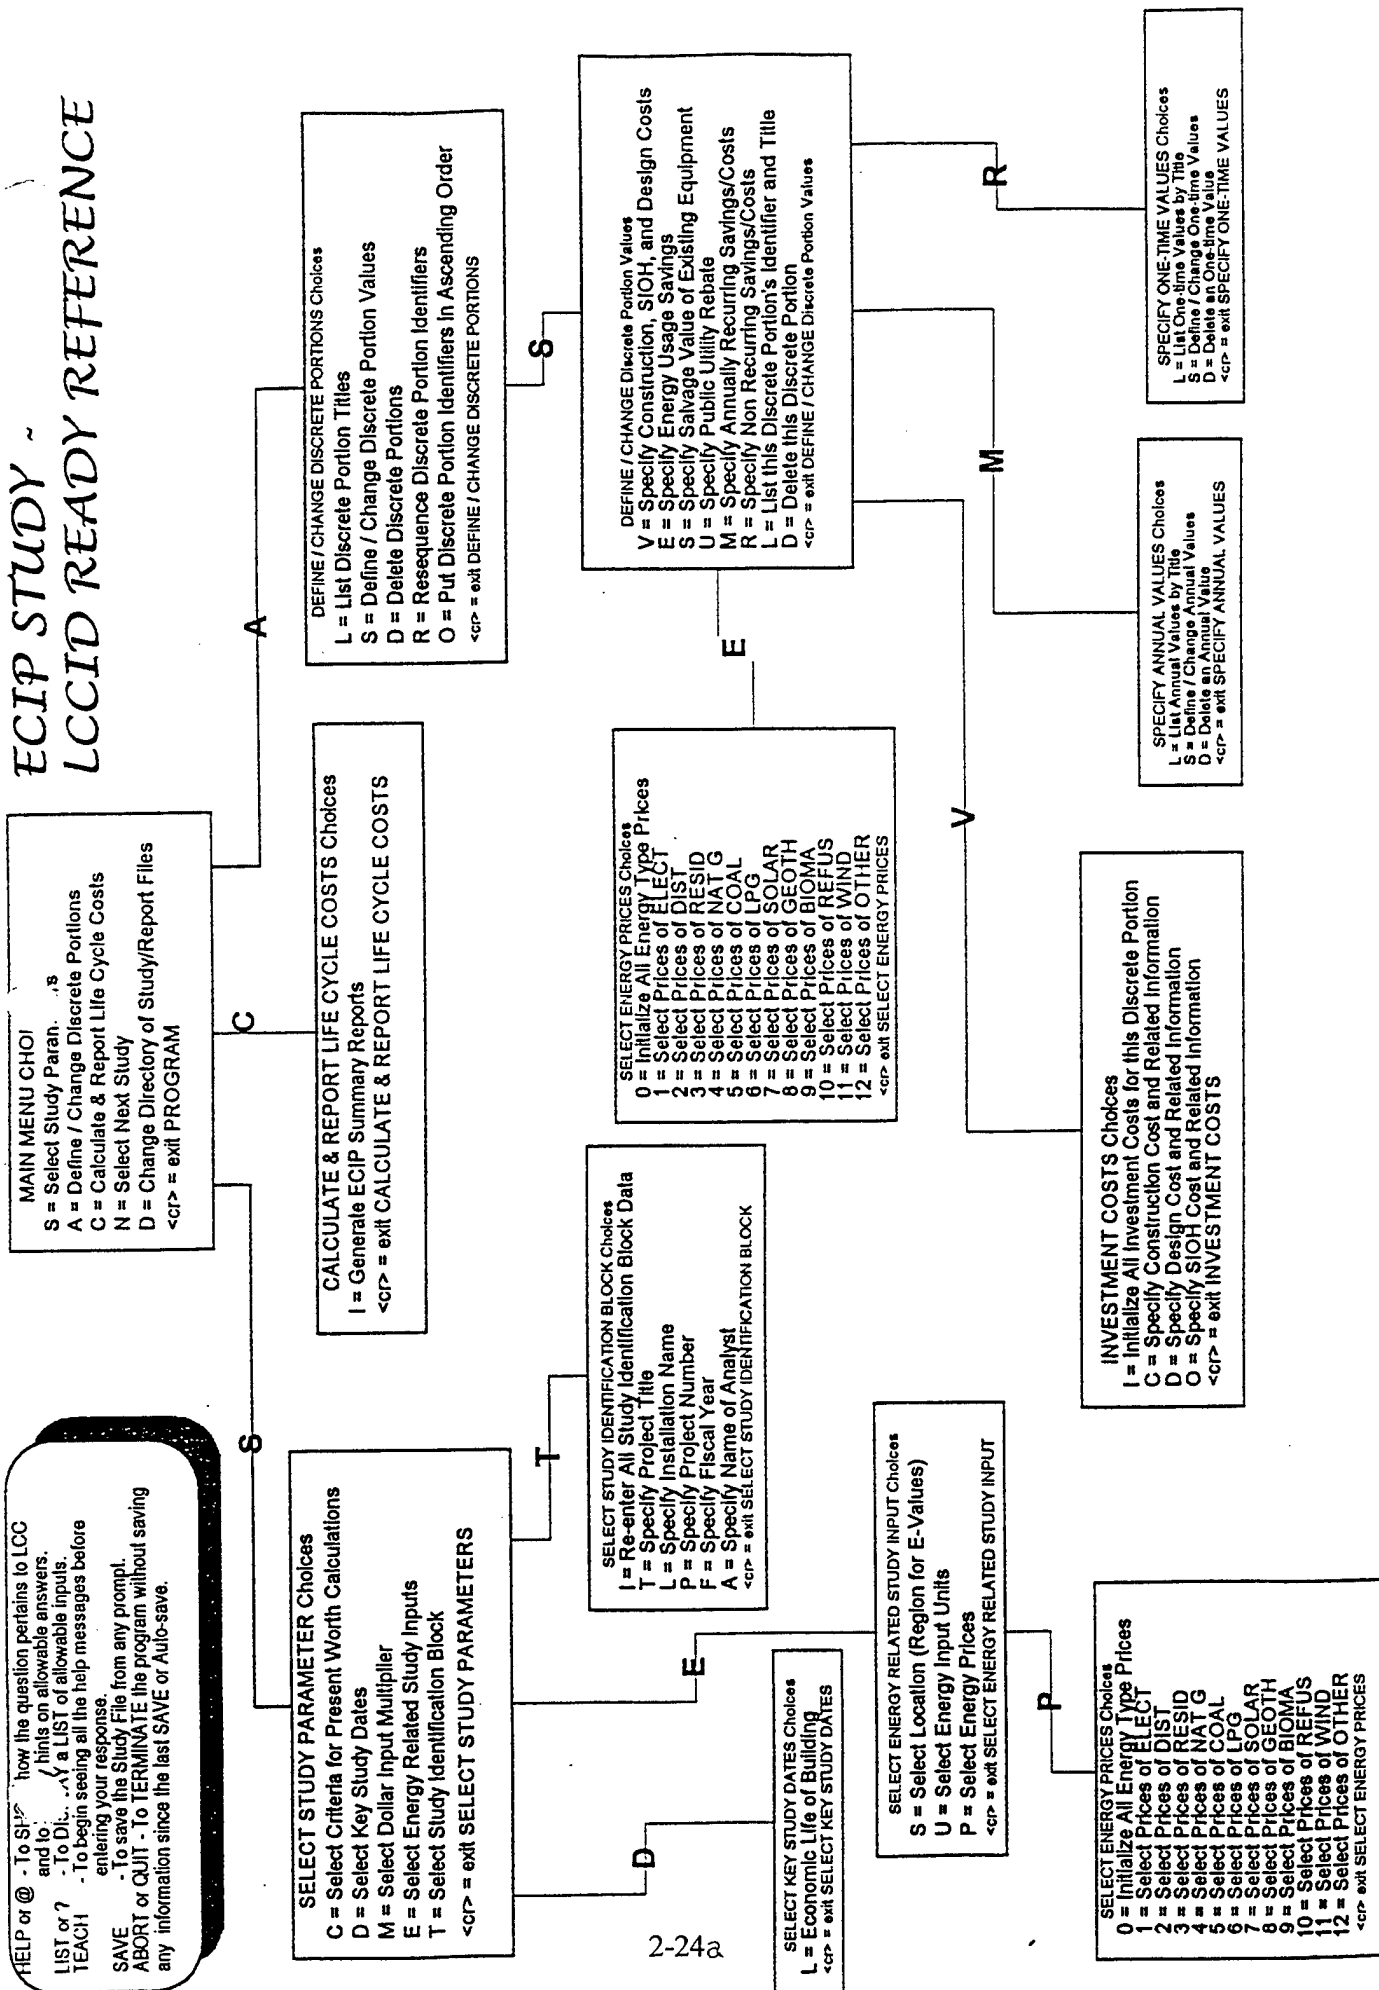 ECIP STUDY ~
LCCID READY REFERENCE
HELP or @ - To how the question pertains to LCC
and to hints on allowable answers.
LIST or ? - To a LIST of allowable inputs.
TEACH - To begin seeing all the help messages before
entering your response.
SAVE - To save the Study File from any prompt.
ABORT or QUIT - To TERMINATE the program without saving
any information since the last SAVE or Auto-save.
MAIN MENU
S = Select Study
A = Define / Change Discrete Portions
C = Calculate & Report Life Cycle Costs
N = Select Next Study
D = Change Directory of Study/Report Files
<cr> = exit PROGRAM
S
C
A
SELECT STUDY PARAMETER Choices
C = Select Criteria for Present Worth Calculations
D = Select Key Study Dates
M = Select Dollar Input Multiplier
E = Select Energy Related Study Inputs
T = Select Study Identification Block
<cr> = exit SELECT STUDY PARAMETERS
CALCULATE & REPORT LIFE CYCLE COSTS Choices
I = Generate ECIP Summary Reports
<cr> = exit CALCULATE & REPORT LIFE CYCLE COSTS
DEFINE / CHANGE DISCRETE PORTIONS Choices
L = List Discrete Portion Titles
S = Define / Change Discrete Portion Values
D = Delete Discrete Portions
R = Resequence Discrete Portion Identifiers
O = Put Discrete Portion Identifiers In Ascending Order
<cr> = exit DEFINE / CHANGE DISCRETE PORTIONS
D
E
T
S
SELECT STUDY IDENTIFICATION BLOCK Choices
I = Re-enter All Study Identification Block Data
T = Specify Project Title
L = Specify Installation Name
P = Specify Project Number
F = Specify Fiscal Year
A = Specify Name of Analyst
<cr> = exit SELECT STUDY IDENTIFICATION BLOCK
SELECT ENERGY PRICES Choices
0 = Initialize All Energy Type Prices
1 = Select Prices of ELECT
2 = Select Prices of DIST
3 = Select Prices of RESID
4 = Select Prices of NAT G
5 = Select Prices of COAL
6 = Select Prices of LPG
7 = Select Prices of SOLAR
8 = Select Prices of GEOTH
9 = Select Prices of BIOMA
10 = Select Prices of REFUS
11 = Select Prices of WIND
12 = Select Prices of OTHER
<cr> exit SELECT ENERGY PRICES
E
DEFINE / CHANGE Discrete Portion Values
V = Specify Construction, SIOH, and Design Costs
E = Specify Energy Usage Savings
S = Specify Salvage Value of Existing Equipment
U = Specify Public Utility Rebate
M = Specify Annually Recurring Savings/Costs
R = Specify Non Recurring Savings/Costs
L = List this Discrete Portion's Identifier and Title
D = Delete this Discrete Portion
<cr> = exit DEFINE / CHANGE Discrete Portion Values
SELECT KEY STUDY DATES Choices
L = Economic Life of Building
<cr> = exit SELECT KEY STUDY DATES
SELECT ENERGY RELATED STUDY INPUT Choices
S = Select Location (Region for E-Values)
U = Select Energy Input Units
P = Select Energy Prices
<cr> = exit SELECT ENERGY RELATED STUDY INPUT
V
M
R
P
SELECT ENERGY PRICES Choices
0 = Initialize All Energy Type Prices
1 = Select Prices of ELECT
2 = Select Prices of DIST
3 = Select Prices of RESID
4 = Select Prices of NAT G
5 = Select Prices of COAL
6 = Select Prices of LPG
7 = Select Prices of SOLAR
8 = Select Prices of GEOTH
9 = Select Prices of BIOMA
10 = Select Prices of REFUS
11 = Select Prices of WIND
12 = Select Prices of OTHER
<cr> exit SELECT ENERGY PRICES
INVESTMENT COSTS Choices
I = Initialize All Investment Costs for this Discrete Portion
C = Specify Construction Cost and Related Information
D = Specify Design Cost and Related Information
O = Specify SIOH Cost and Related Information
<cr> = exit INVESTMENT COSTS
SPECIFY ANNUAL VALUES Choices
L = List Annual Values by Title
S = Define / Change Annual Values
D = Delete an Annual Value
<cr> = exit SPECIFY ANNUAL VALUES
SPECIFY ONE-TIME VALUES Choices
L = List One-time Values by Title
S = Define / Change One-time Values
D = Delete an One-time Value
<cr> = exit SPECIFY ONE-TIME VALUES
2-24a